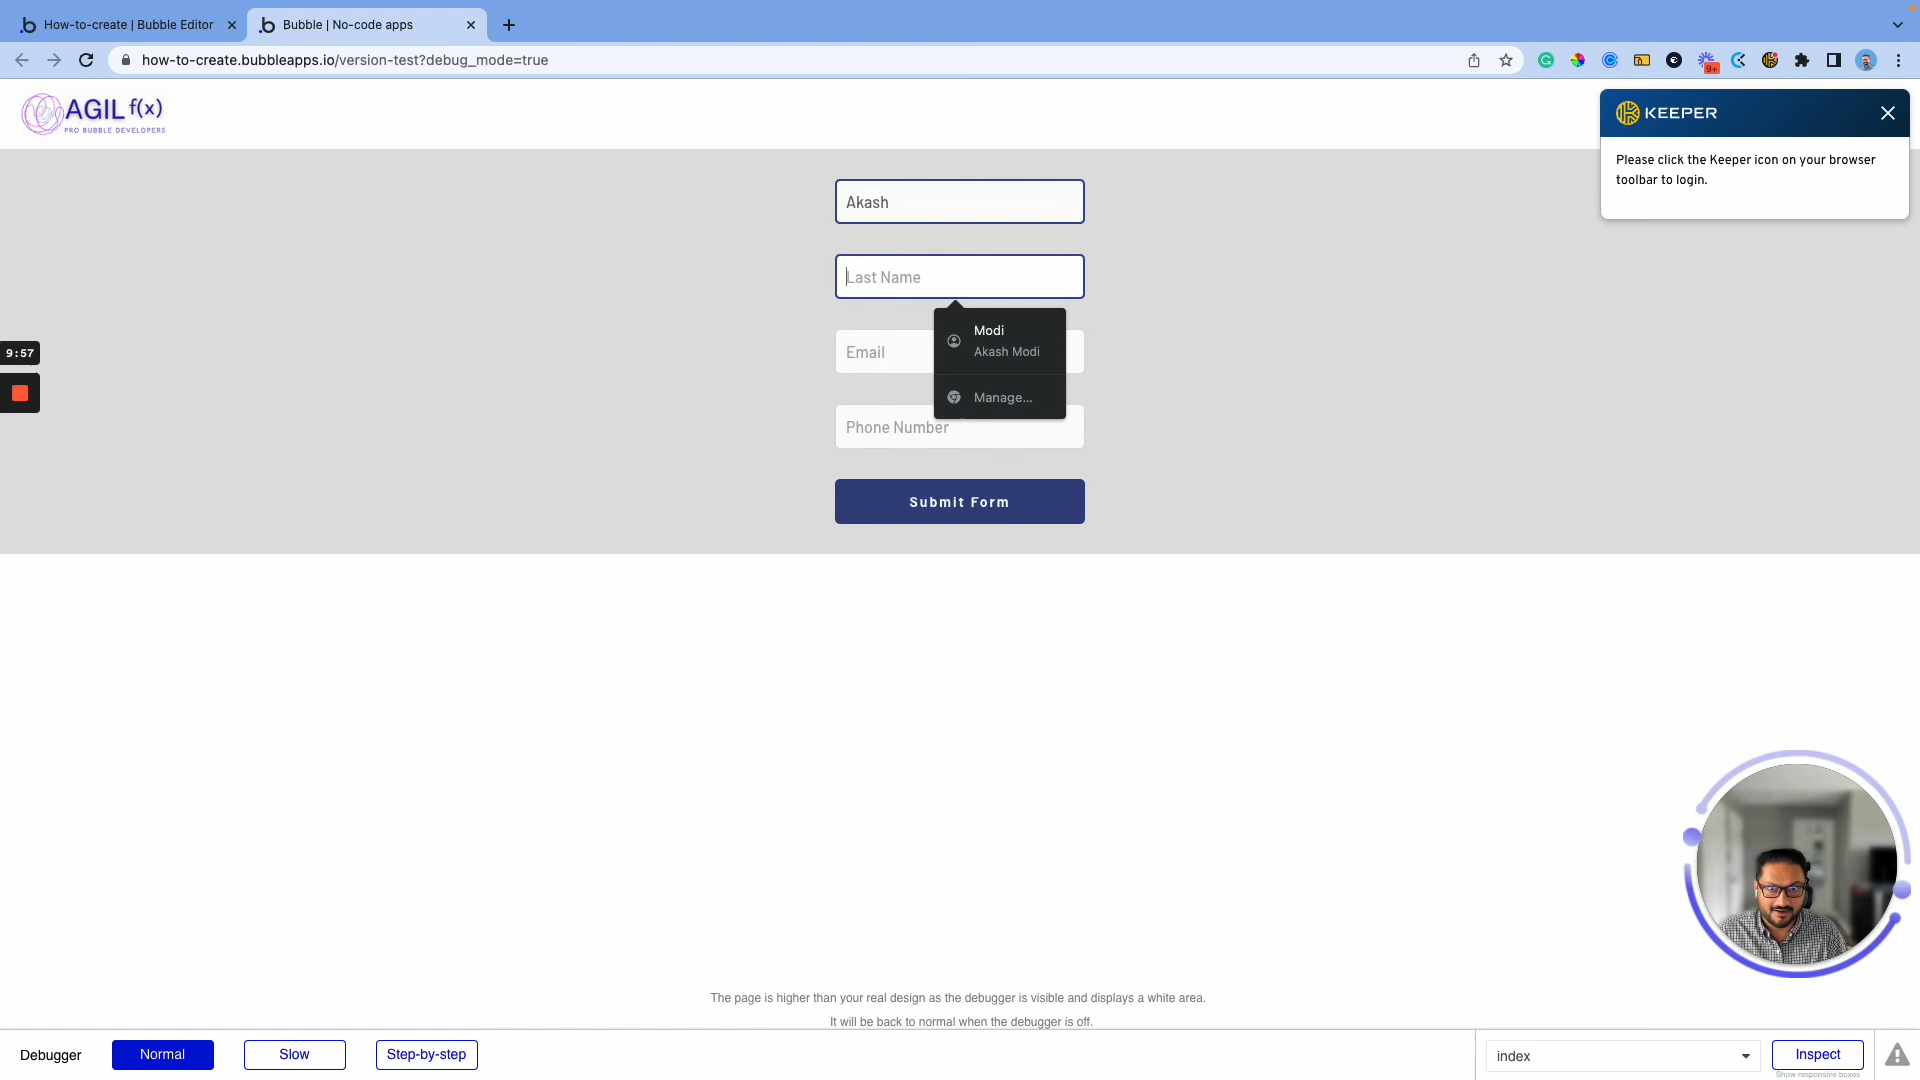 How-to-create | Bubble Editor
Bubble | No-code apps
how-to-create.bubbleapps.io/version-test?debug_mode=true
9+
AGIL f(x)
PRO BUBBLE DEVELOPERS
KEEPER
Please click the Keeper icon on your browser
toolbar to login.
Akash
Last Name
Modi
Akash Modi
9:57
Email
Manage...
Phone Number
Submit Form
The page is higher than your real design as the debugger is visible and displays a white area.
It will be back to normal when the debugger is off.
Debugger
Normal
Slow
Step-by-step
index
Inspect
Show responsive boxes